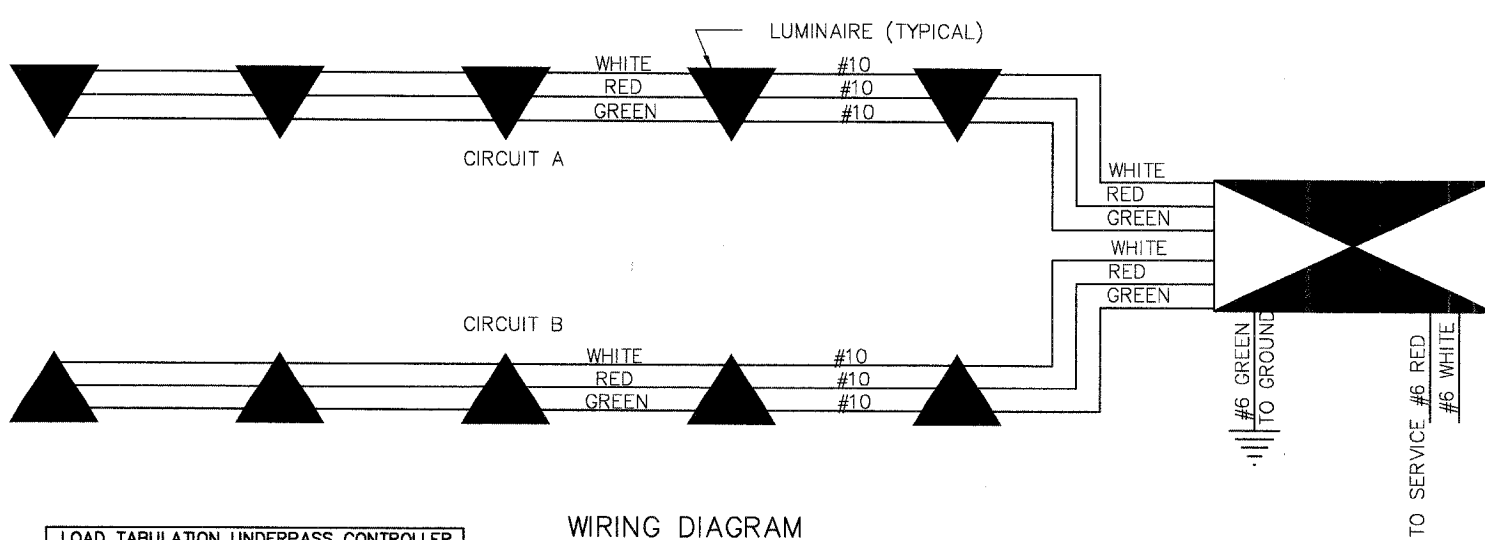 LUMINAIRE (TYPICAL)
WHITE #10
RED #10
GREEN #10
CIRCUIT A
WHITE
RED
GREEN
WHITE
RED
GREEN
CIRCUIT B
WHITE #10
RED #10
GREEN #10
#6 GREEN
TO GROUND
TO SERVICE #6 RED
#6 WHITE
WIRING DIAGRAM
LOAD TABULATION UNDERPASS CONTROLLER